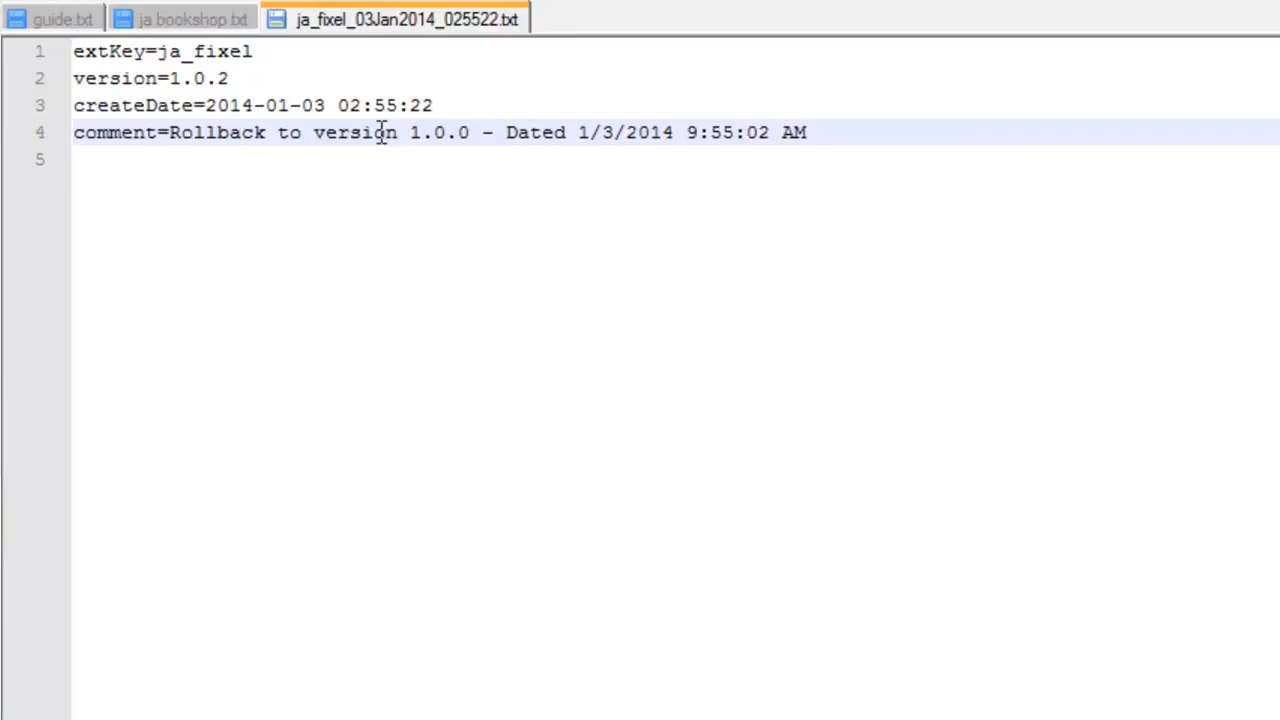 guide.txt ja bookshop.txt ja_fixel_03Jan2014_025522.txt
1 extKey=ja_fixel
2 version=1.0.2
3 createDate=2014-01-03 02:55:22
4 comment=Rollback to version 1.0.0 - Dated 1/3/2014 9:55:02 AM
5